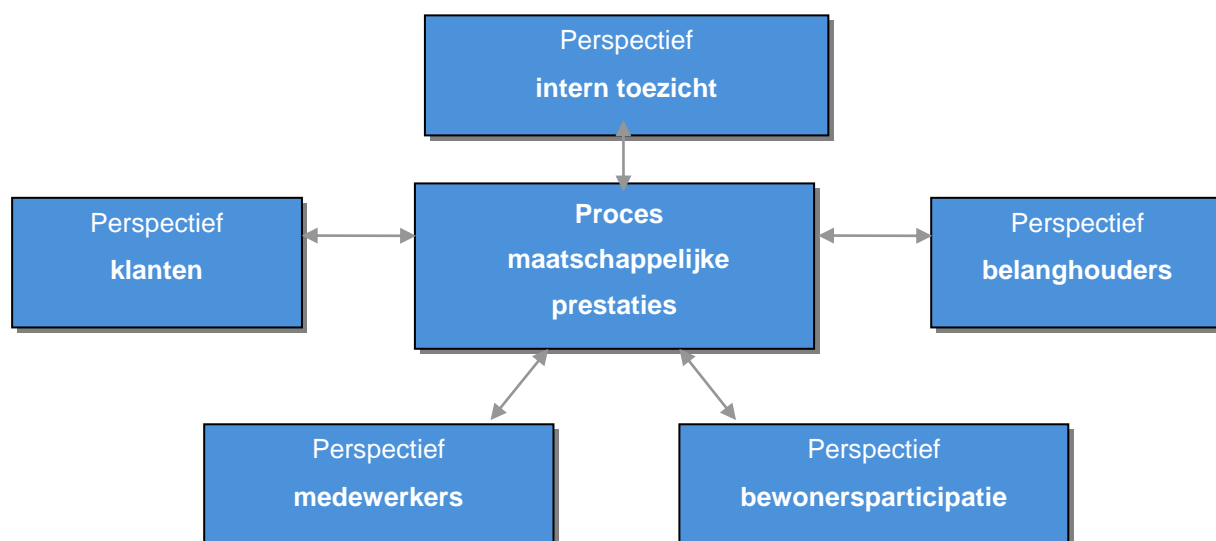 Perspectief
intern toezicht
Perspectief
klanten
Proces
maatschappelijke
prestaties
Perspectief
belanghouders
Perspectief
medewerkers
Perspectief
bewonersparticipatie